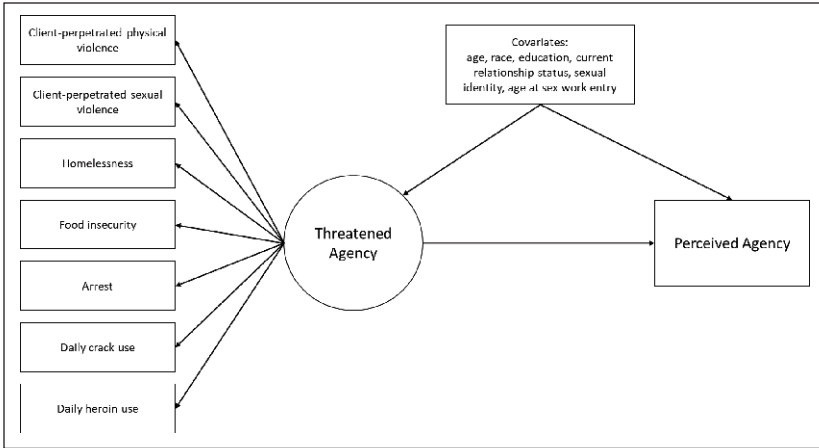 Client-perpetrated physical
violence
Client-perpetrated sexual
violence
Homelessness
Food insecurity
Arrest
Daily crack use
Daily heroin use
Threatened
Agency
Covariates:
age, race, education, current
relationship status, sexual
identity, age at sex work entry
Perceived Agency